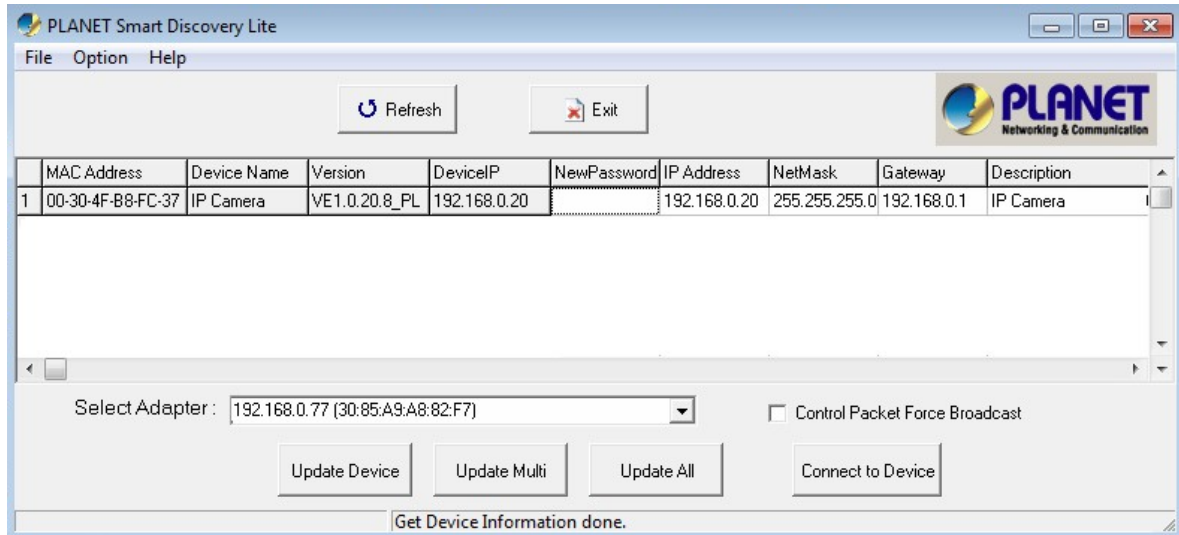 PLANET Smart Discovery Lite
File Option Help
Refresh Exit
PLANET
Networking & Communication
MAC Address Device Name Version DeviceIP NewPassword IP Address NetMask Gateway Description
1 00-30-4F-B8-FC-37 IP Camera VE1.0.20.8_PL 192.168.0.20 192.168.0.20 255.255.255.0 192.168.0.1 IP Camera
Select Adapter : 192.168.0.77 (30:85:A9:A8:82:F7) Control Packet Force Broadcast
Update Device Update Multi Update All Connect to Device
Get Device Information done.